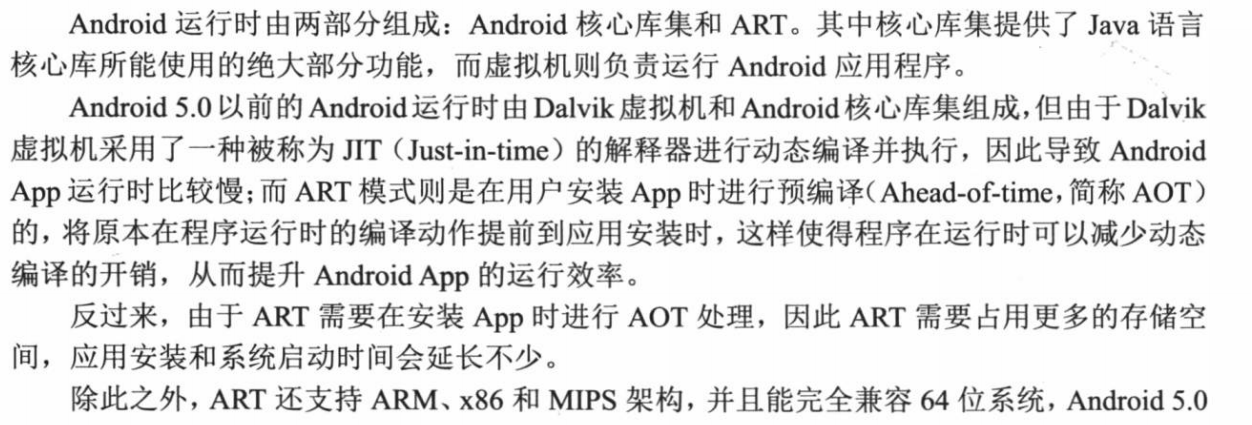 Android 运行时由两部分组成：Android 核心库集和 ART。其中核心库集提供了 Java 语言
核心库所能使用的绝大部分功能，而虚拟机则负责运行 Android 应用程序。
Android 5.0 以前的 Android 运行时由 Dalvik 虚拟机和 Android 核心库集组成，但由于 Dalvik
虚拟机采用了一种被称为 JIT（Just-in-time）的解释器进行动态编译并执行，因此导致 Android
App 运行时比较慢；而 ART 模式则是在用户安装 App 时进行预编译（Ahead-of-time，简称 AOT）
的，将原本在程序运行时的编译动作提前到应用安装时，这样使得程序在运行时可以减少动态
编译的开销，从而提升 Android App 的运行效率。
反过来，由于 ART 需要在安装 App 时进行 AOT 处理，因此 ART 需要占用更多的存储空
间，应用安装和系统启动时间会延长不少。
除此之外，ART 还支持 ARM、x86 和 MIPS 架构，并且能完全兼容 64 位系统，Android 5.0